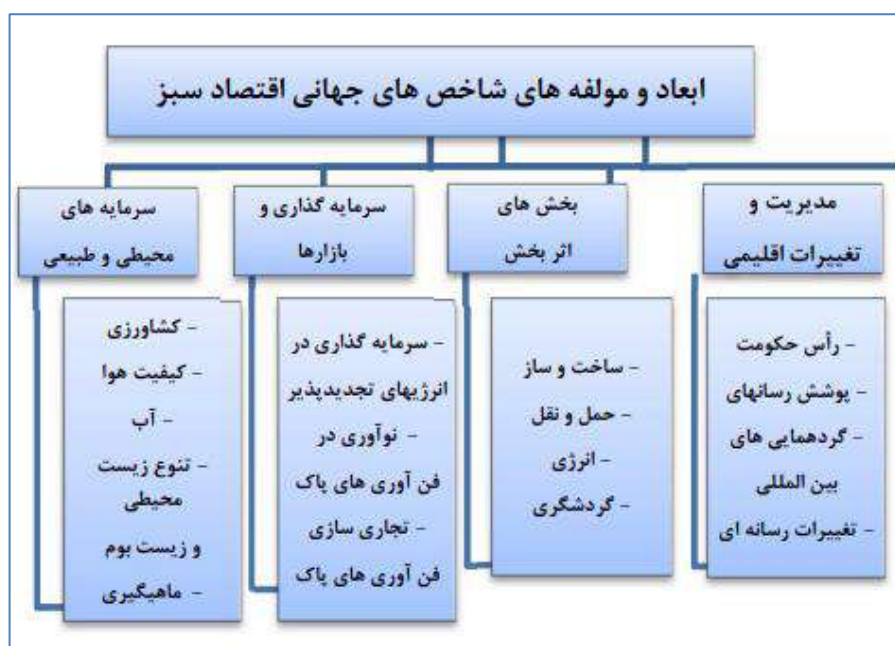 ابعاد و مولفه های شاخص های جهانی اقتصاد سبز
مدیریت و
تغییرات اقلیمی
بخش های
اثر بخش
سرمایه گذاری و
بازارها
سرمایه های
محیطی و طبیعی
- رأس حکومت
- پوشش رسانهای
- گردهمایی های
بین المللی
- تغییرات رسانه ای
- ساخت و ساز
- حمل و نقل
- انرژی
- گردشگری
- سرمایه گذاری در
انرژیهای تجدیدپذیر
- نوآوری در
فن آوری های پاک
- تجاری سازی
فن آوری های پاک
- کشاورزی
- کیفیت هوا
- آب
- تنوع زیست
محیطی
و زیست بوم
- ماهیگیری